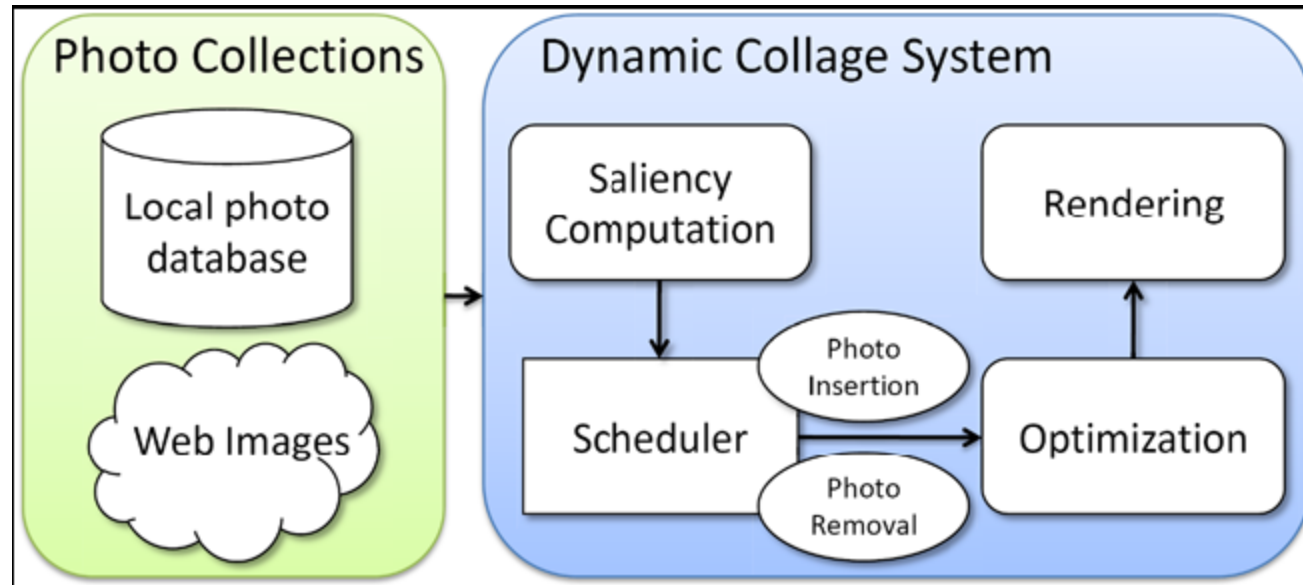 Photo Collections
Local photo
database
Web Images
Dynamic Collage System
Saliency
Computation
Rendering
Photo
Insertion
Scheduler
Optimization
Photo
Removal